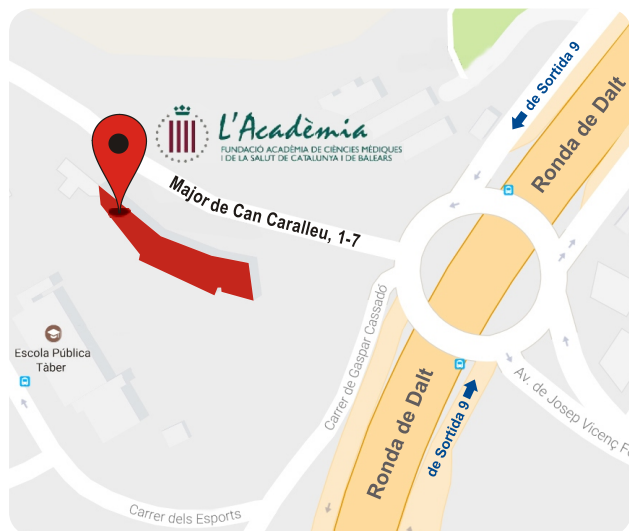 de Sortida 9
Ronda de Dalt
L'Acadèmia
FUNDACIÓ ACADÈMIA DE CIÈNCIES MÈDIQUES
I DE LA SALUT DE CATALUNYA I DE BALEARS
Major de Can Caralleu, 1-7
Carrer de Gaspar Cassadó
Escola Pública
Tàber
Ronda de Dalt
de Sortida 9
Av. de Josep Vicenç Fo
Carrer dels Esports